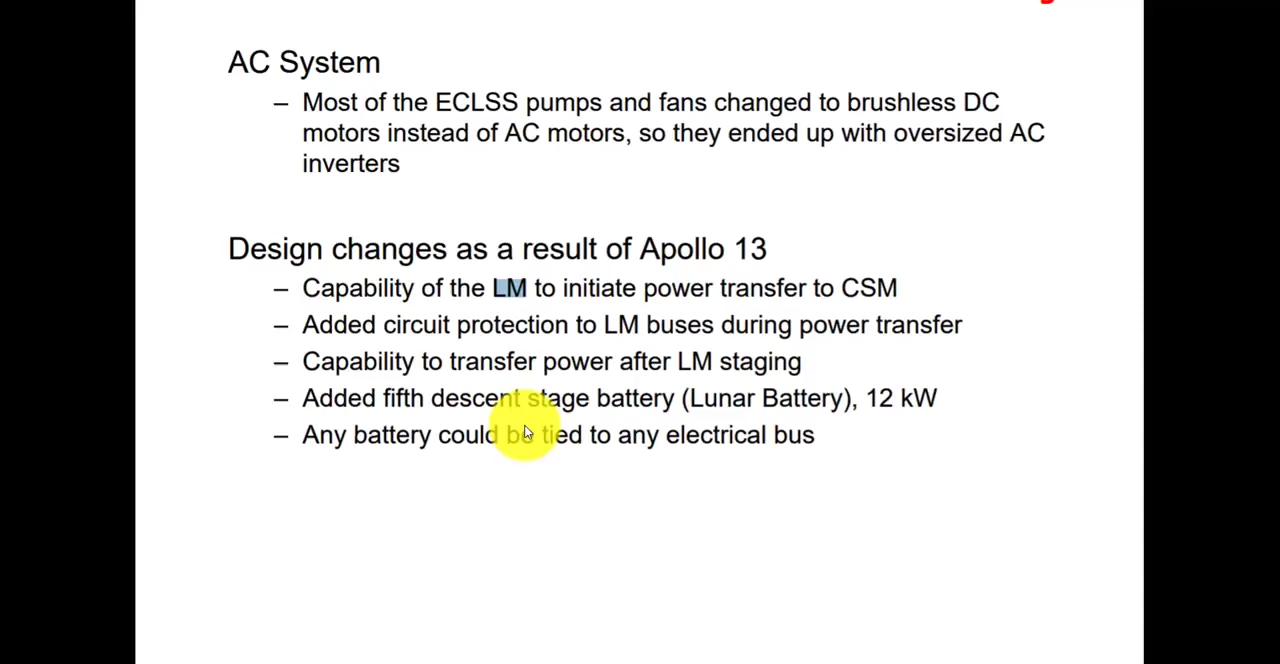 AC System
– Most of the ECLSS pumps and fans changed to brushless DC
motors instead of AC motors, so they ended up with oversized AC
inverters
Design changes as a result of Apollo 13
– Capability of the LM to initiate power transfer to CSM
– Added circuit protection to LM buses during power transfer
– Capability to transfer power after LM staging
– Added fifth descent stage battery (Lunar Battery), 12 kW
– Any battery could be tied to any electrical bus